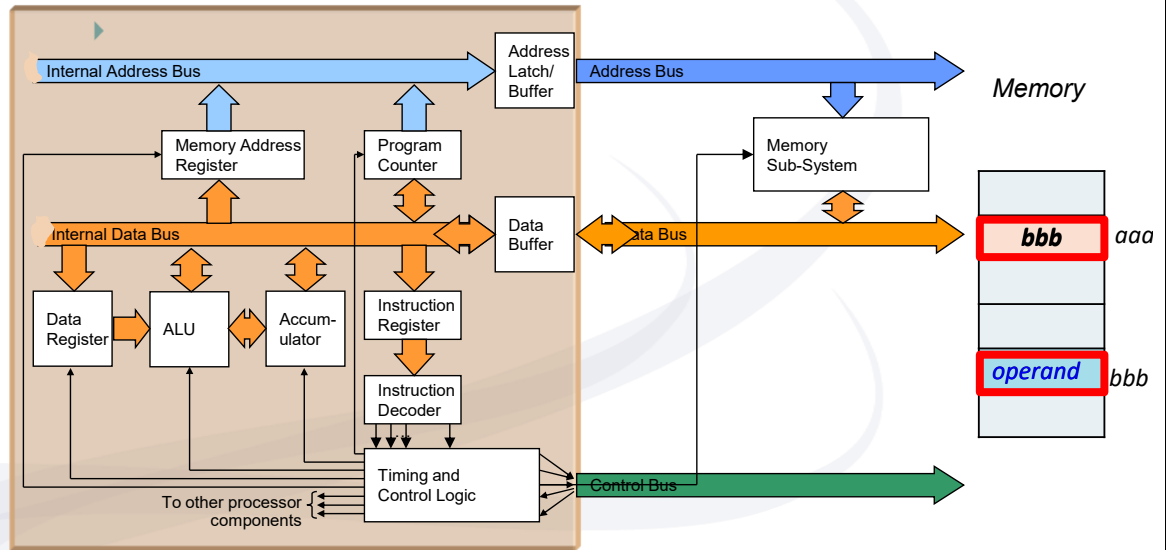 Internal Address Bus
Address
Latch/
Buffer
Address Bus
Memory
Memory Address
Register
Program
Counter
Memory
Sub-System
Internal Data Bus
Data
Buffer
ata Bus
bbb
aaa
Data
Register
ALU
Accum-
ulator
Instruction
Register
operand
bbb
Instruction
Decoder
...
Timing and
Control Logic
Control Bus
To other processor
components